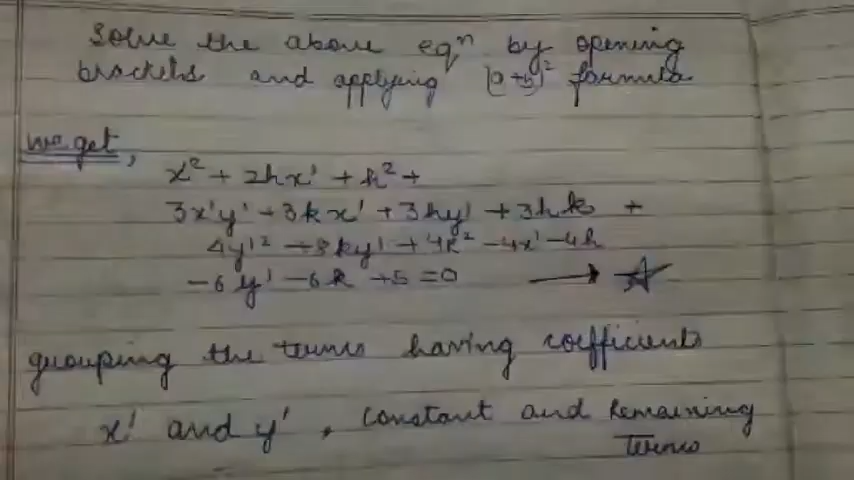 Solve the above eqⁿ by opening
brackets and applying (a+b)² formula
we get,
x² + 2hx' + h² +
3x'y' + 3kx' + 3hy' + 3hk +
4y'² + 8ky' + 4k² - 4x' - 4h
-6y' - 6k + 5 = 0 ⟶ ☆
grouping the terms having coefficients
x' and y', constant and Remaining
Terms